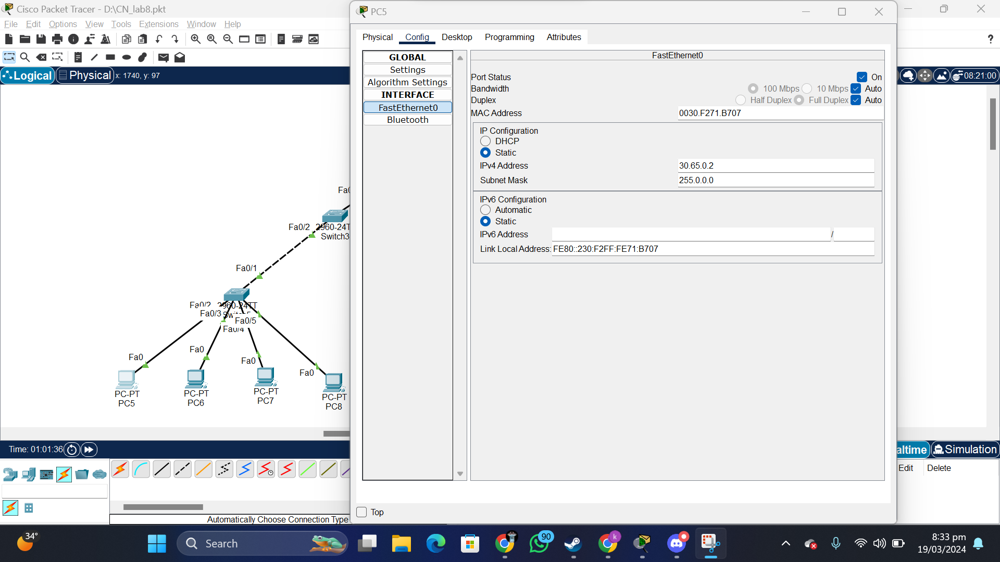 Cisco Packet Tracer - D:\CN_lab8.pkt
File Edit Options View Tools Extensions Window Help
Logical Physical x: 1740, y: 97
Fa0/2 2960-24T
Switch3
Fa0/1
Fa0/2 2960-24TT
Fa0/3
Fa0/5
Fa0/4
Fa0
Fa0
Fa0
Fa0
PC-PT
PC5
PC-PT
PC6
PC-PT
PC7
PC-PT
PC8
Time: 01:01:36
Automatically Choose Connection Type
PC5
Physical Config Desktop Programming Attributes
GLOBAL
Settings
Algorithm Settings
INTERFACE
FastEthernet0
Bluetooth
FastEthernet0
Port Status On
Bandwidth 100 Mbps 10 Mbps Auto
Duplex Half Duplex Full Duplex Auto
MAC Address 0030.F271.B707
IP Configuration
DHCP
Static
IPv4 Address 30.65.0.2
Subnet Mask 255.0.0.0
IPv6 Configuration
Automatic
Static
IPv6 Address /
Link Local Address: FE80::230:F2FF:FE71:B707
Top
?
08:21:00
altime Simulation
Edit Delete
34°
Search
90
k
8:33 pm
19/03/2024